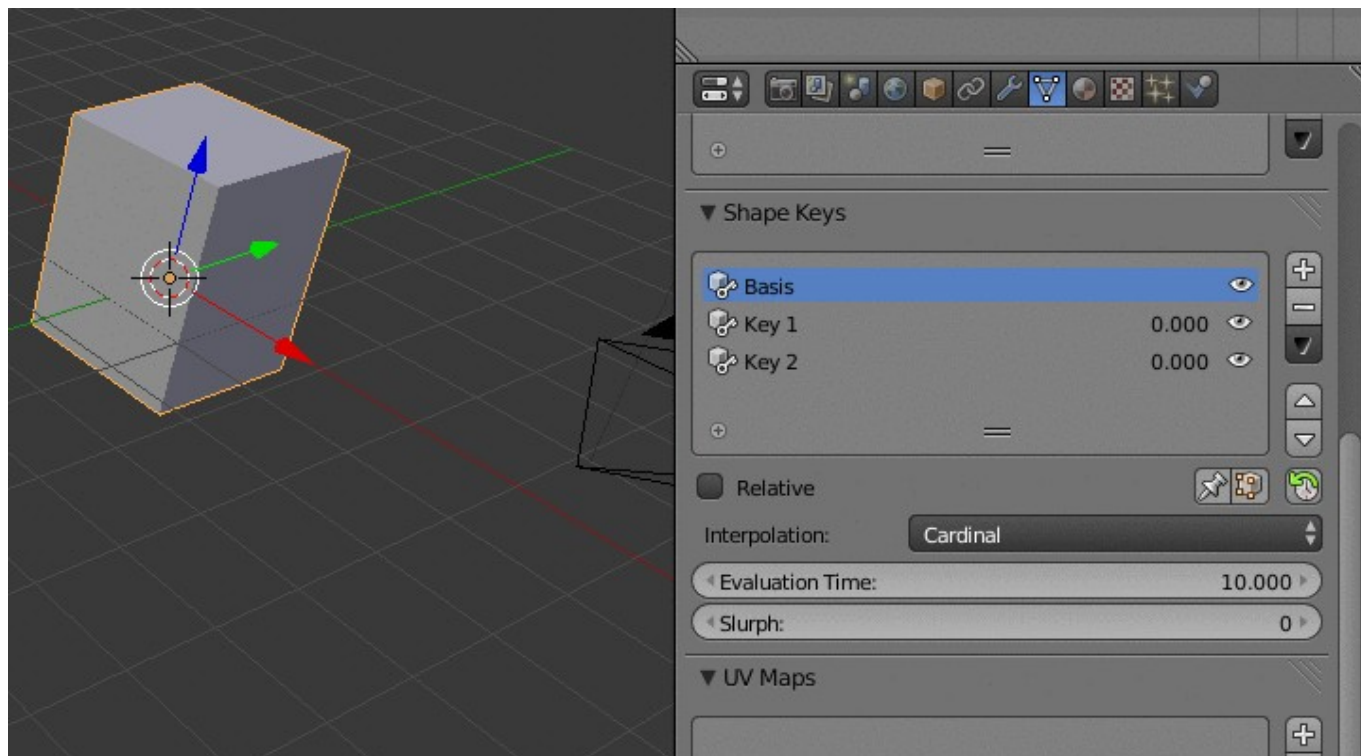 Shape Keys
Basis
Key 1 0.000
Key 2 0.000
Relative
Interpolation: Cardinal
Evaluation Time: 10.000
Slurph: 0
UV Maps